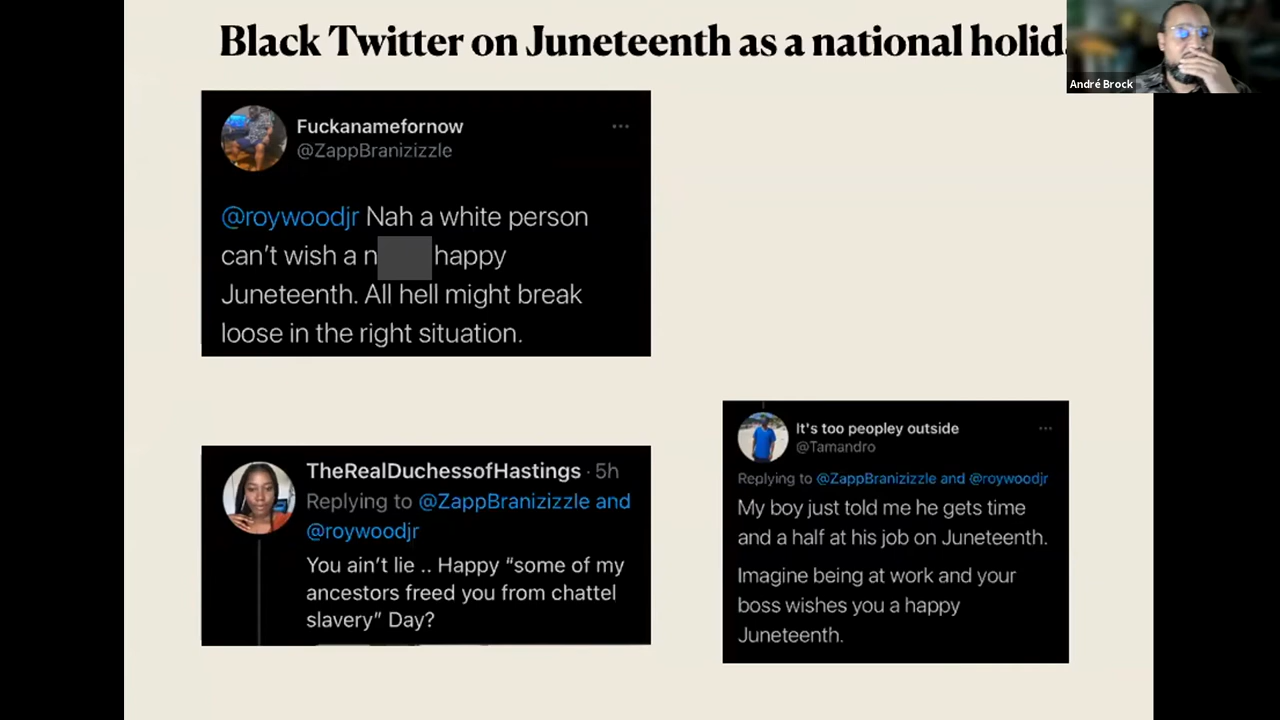 Black Twitter on Juneteenth as a national
André Brock
Fuckanamefornow
@ZappBranizizzle
@roywoodjr Nah a white person
can't wish a n happy
Juneteenth. All hell might break
loose in the right situation.
TheRealDuchessofHastings · 5h
Replying to @ZappBranizizzle and
@roywoodjr
You ain't lie .. Happy “some of my
ancestors freed you from chattel
slavery” Day?
It's too peopley outside
@Tamandro
Replying to @ZappBranizizzle and @roywoodjr
My boy just told me he gets time
and a half at his job on Juneteenth.
Imagine being at work and your
boss wishes you a happy
Juneteenth.